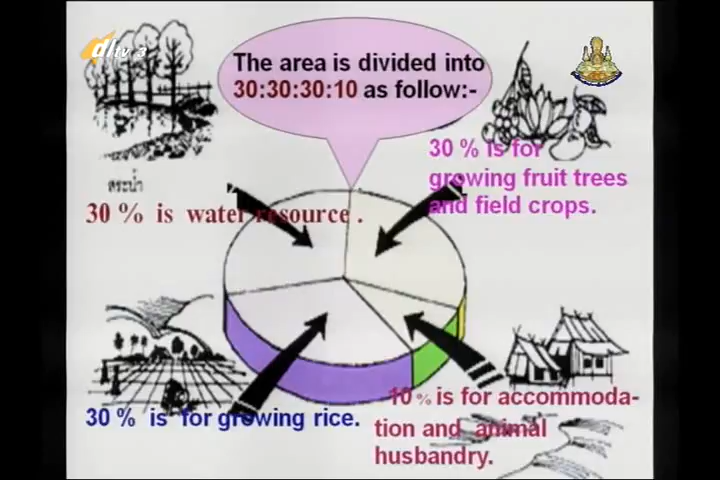 dltv 3
The area is divided into
30:30:30:10 as follow:-
30 % is for
growing fruit trees
and field crops.
สระน้ำ
30 % is water resource .
30 % is for growing rice.
10 % is for accommoda-
tion and animal
husbandry.